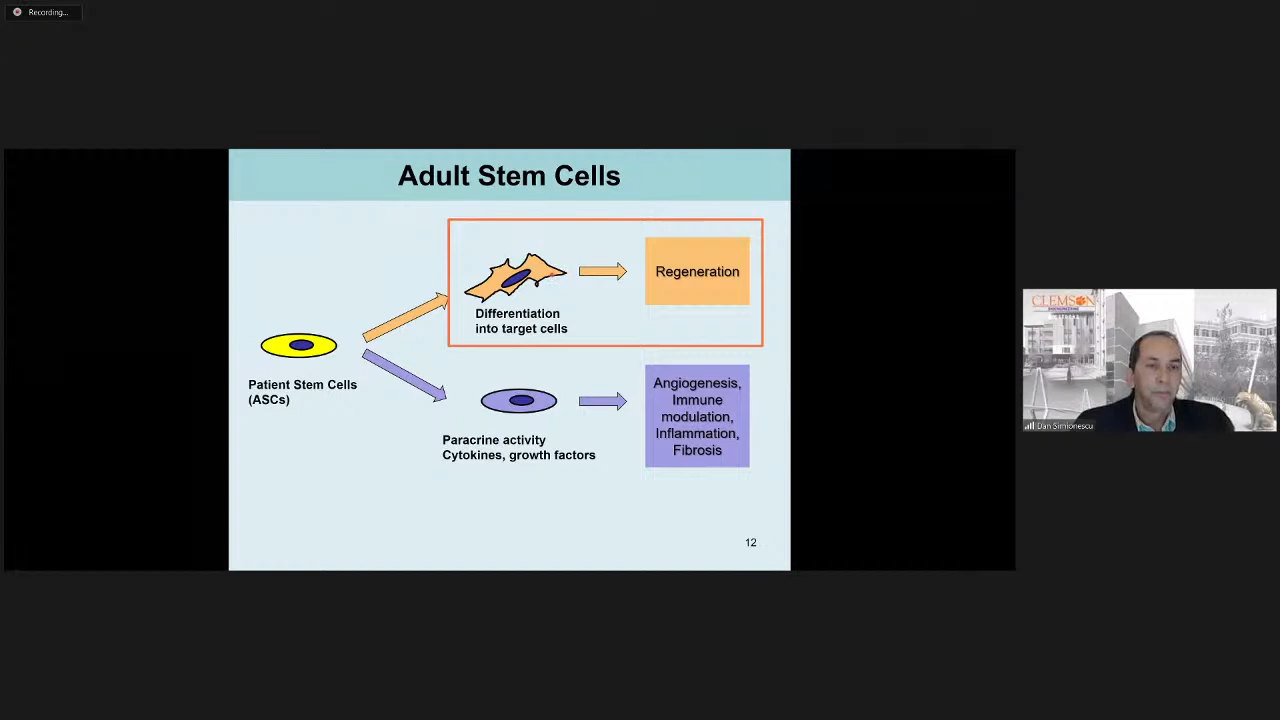 Recording...
Adult Stem Cells
Regeneration
Differentiation
into target cells
Patient Stem Cells
(ASCs)
Angiogenesis,
Immune
modulation,
Inflammation,
Fibrosis
Paracrine activity
Cytokines, growth factors
12
CLEMSON
Dan Simionescu